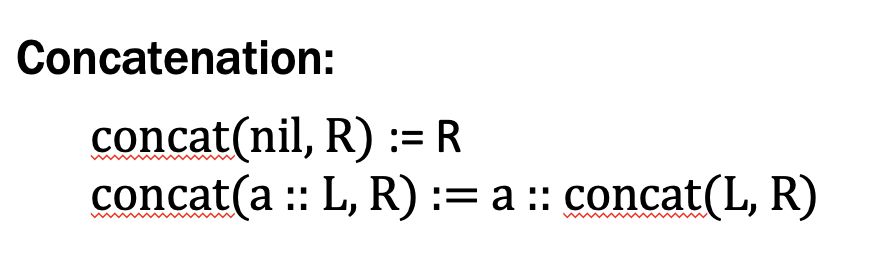 Concatenation:
concat(nil, R) := R
concat(a :: L, R) := a :: concat(L, R)